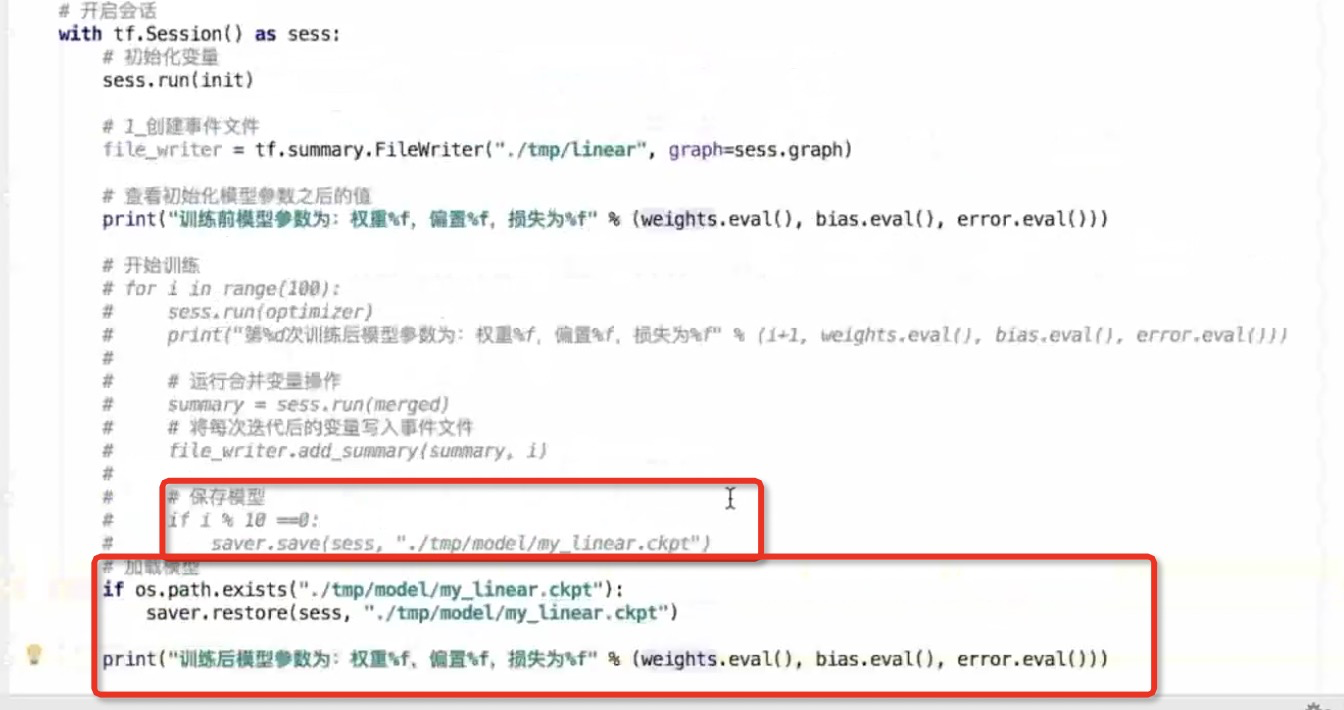 # 开启会话
with tf.Session() as sess:
# 初始化变量
sess.run(init)
# 1_创建事件文件
file_writer = tf.summary.FileWriter("./tmp/linear", graph=sess.graph)
# 查看初始化模型参数之后的值
print("训练前模型参数为：权重%f，偏置%f，损失为%f" % (weights.eval(), bias.eval(), error.eval()))
# 开始训练
# for i in range(100):
#     sess.run(optimizer)
#     print("第%d次训练后模型参数为：权重%f，偏置%f，损失为%f" % (i+1, weights.eval(), bias.eval(), error.eval()))
#
#     # 运行合并变量操作
#     summary = sess.run(merged)
#     # 将每次迭代后的变量写入事件文件
#     file_writer.add_summary(summary, i)
#
#     # 保存模型
#     if i % 10 ==0:
#         saver.save(sess, "./tmp/model/my_linear.ckpt")
# 加载模型
if os.path.exists("./tmp/model/my_linear.ckpt"):
saver.restore(sess, "./tmp/model/my_linear.ckpt")
print("训练后模型参数为：权重%f，偏置%f，损失为%f" % (weights.eval(), bias.eval(), error.eval()))